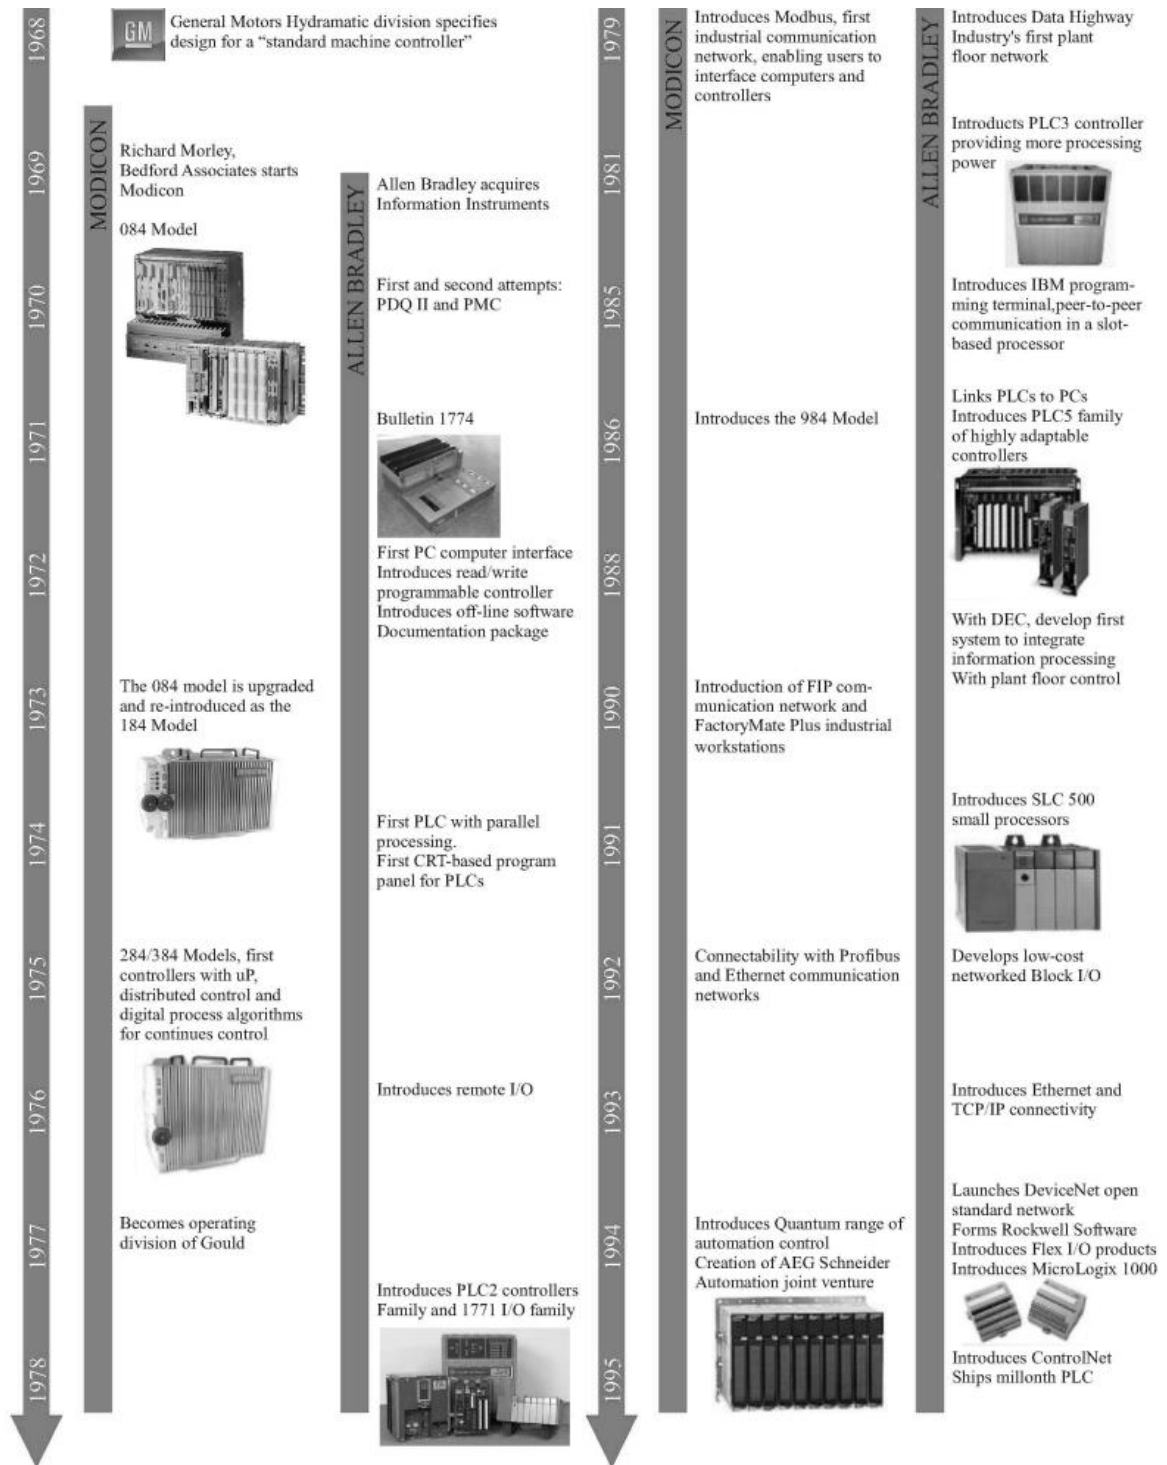 1968
GM
General Motors Hydramatic division specifies
design for a “standard machine controller”
MODICON
1969
Richard Morley,
Bedford Associates starts
Modicon
084 Model
ALLEN BRADLEY
Allen Bradley acquires
Information Instruments
1970
First and second attempts:
PDQ II and PMC
1971
Bulletin 1774
1972
First PC computer interface
Introduces read/write
programmable controller
Introduces off-line software
Documentation package
1973
The 084 model is upgraded
and re-introduced as the
184 Model
1974
First PLC with parallel
processing.
First CRT-based program
panel for PLCs
1975
284/384 Models, first
controllers with uP,
distributed control and
digital process algorithms
for continues control
1976
Introduces remote I/O
1977
Becomes operating
division of Gould
Introduces PLC2 controllers
Family and 1771 I/O family
1978
1979
MODICON
Introduces Modbus, first
industrial communication
network, enabling users to
interface computers and
controllers
ALLEN BRADLEY
Introduces Data Highway
Industry's first plant
floor network
1981
Introducts PLC3 controller
providing more processing
power
1985
Introduces IBM program-
ming terminal,peer-to-peer
communication in a slot-
based processor
1986
Introduces the 984 Model
Links PLCs to PCs
Introduces PLC5 family
of highly adaptable
controllers
1988
With DEC, develop first
system to integrate
information processing
With plant floor control
1990
Introduction of FIP com-
munication network and
FactoryMate Plus industrial
workstations
1991
Introduces SLC 500
small processors
1992
Connectability with Profibus
and Ethernet communication
networks
Develops low-cost
networked Block I/O
1993
Introduces Ethernet and
TCP/IP connectivity
1994
Introduces Quantum range of
automation control
Creation of AEG Schneider
Automation joint venture
Launches DeviceNet open
standard network
Forms Rockwell Software
Introduces Flex I/O products
Introduces MicroLogix 1000
1995
Introduces ControlNet
Ships millonth PLC